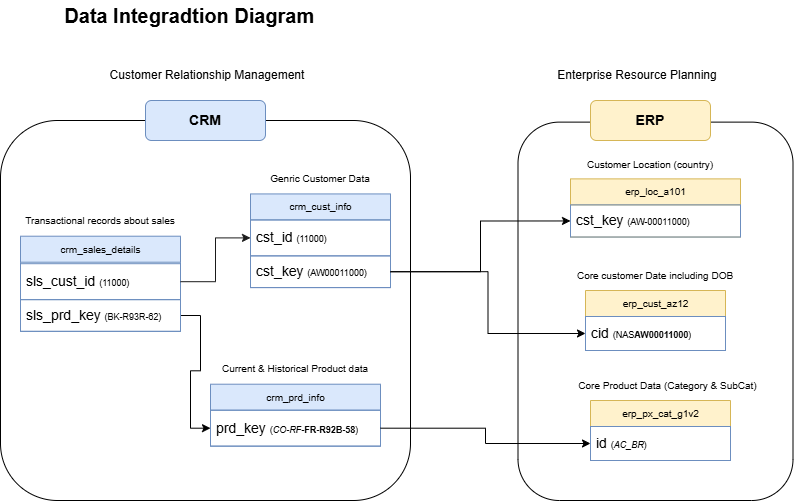 Data Integradtion Diagram
Customer Relationship Management
Enterprise Resource Planning
CRM
ERP
Genric Customer Data
crm_cust_info
cst_id (11000)
cst_key (AW00011000)
Transactional records about sales
crm_sales_details
sls_cust_id (11000)
sls_prd_key (BK-R93R-62)
Current & Historical Product data
crm_prd_info
prd_key (CO-RF-FR-R92B-58)
Customer Location (country)
erp_loc_a101
cst_key (AW-00011000)
Core customer Date including DOB
erp_cust_az12
cid (NASAW00011000)
Core Product Data (Category & SubCat)
erp_px_cat_g1v2
id (AC_BR)